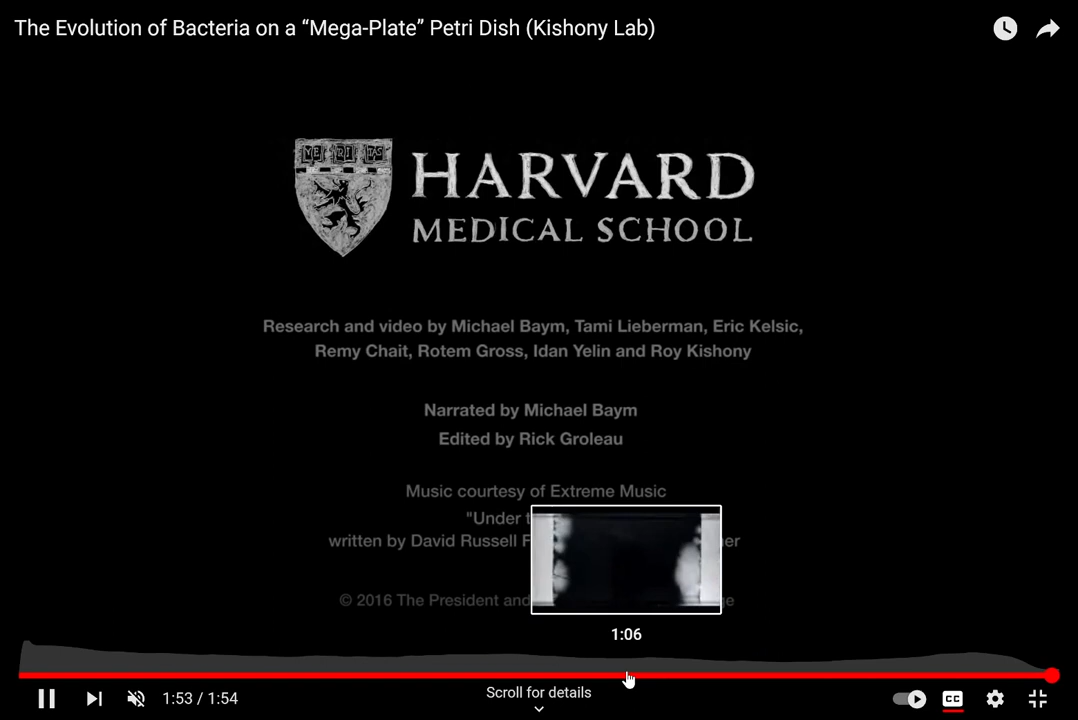 The Evolution of Bacteria on a “Mega-Plate” Petri Dish (Kishony Lab)
VE RI TAS
HARVARD
MEDICAL SCHOOL
Research and video by Michael Baym, Tami Lieberman, Eric Kelsic,
Remy Chait, Rotem Gross, Idan Yelin and Roy Kishony
Narrated by Michael Baym
Edited by Rick Groleau
Music courtesy of Extreme Music
"Under
written by David Russell
© 2016 The President and
1:06
1:53 / 1:54
Scroll for details
CC